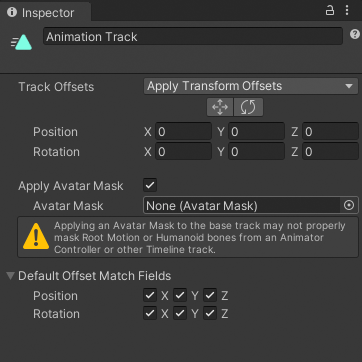 Inspector
Animation Track
Track Offsets Apply Transform Offsets
Position X 0 Y 0 Z 0
Rotation X 0 Y 0 Z 0
Apply Avatar Mask
Avatar Mask None (Avatar Mask)
Applying an Avatar Mask to the base track may not properly
mask Root Motion or Humanoid bones from an Animator
Controller or other Timeline track.
Default Offset Match Fields
Position X Y Z
Rotation X Y Z